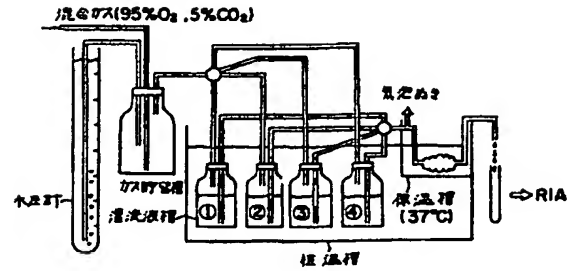 混合ガス(95%O₂ , 5%CO₂)
気泡ぬき
ガス貯留槽
水圧計
灌流液槽
① ② ③ ④
保温槽
(37℃)
⇨RIA
恒温槽